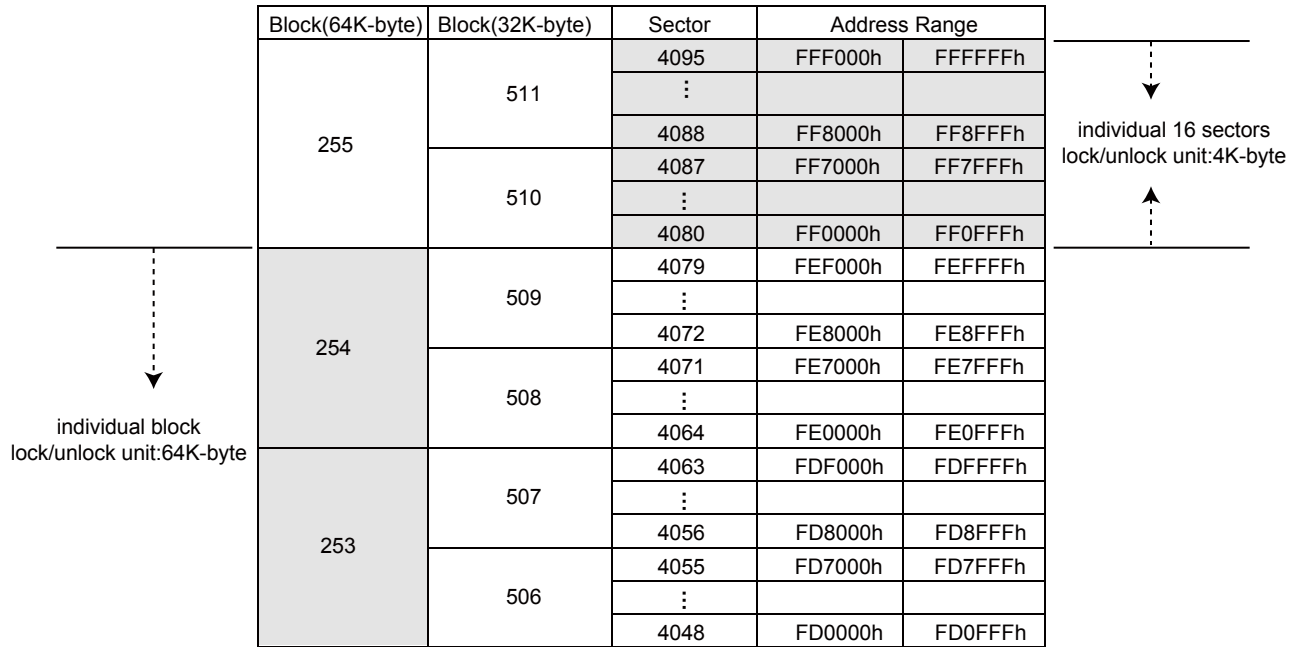 Block(64K-byte) Block(32K-byte) Sector Address Range
4095 FFF000h FFFFFFh
511 ⋮
4088 FF8000h FF8FFFh
255
4087 FF7000h FF7FFFh
510 ⋮
4080 FF0000h FF0FFFh
individual 16 sectors
lock/unlock unit:4K-byte
4079 FEF000h FEFFFFh
509 ⋮
4072 FE8000h FE8FFFh
254
4071 FE7000h FE7FFFh
508 ⋮
4064 FE0000h FE0FFFh
individual block
lock/unlock unit:64K-byte
4063 FDF000h FDFFFFh
507 ⋮
4056 FD8000h FD8FFFh
253
4055 FD7000h FD7FFFh
506 ⋮
4048 FD0000h FD0FFFh